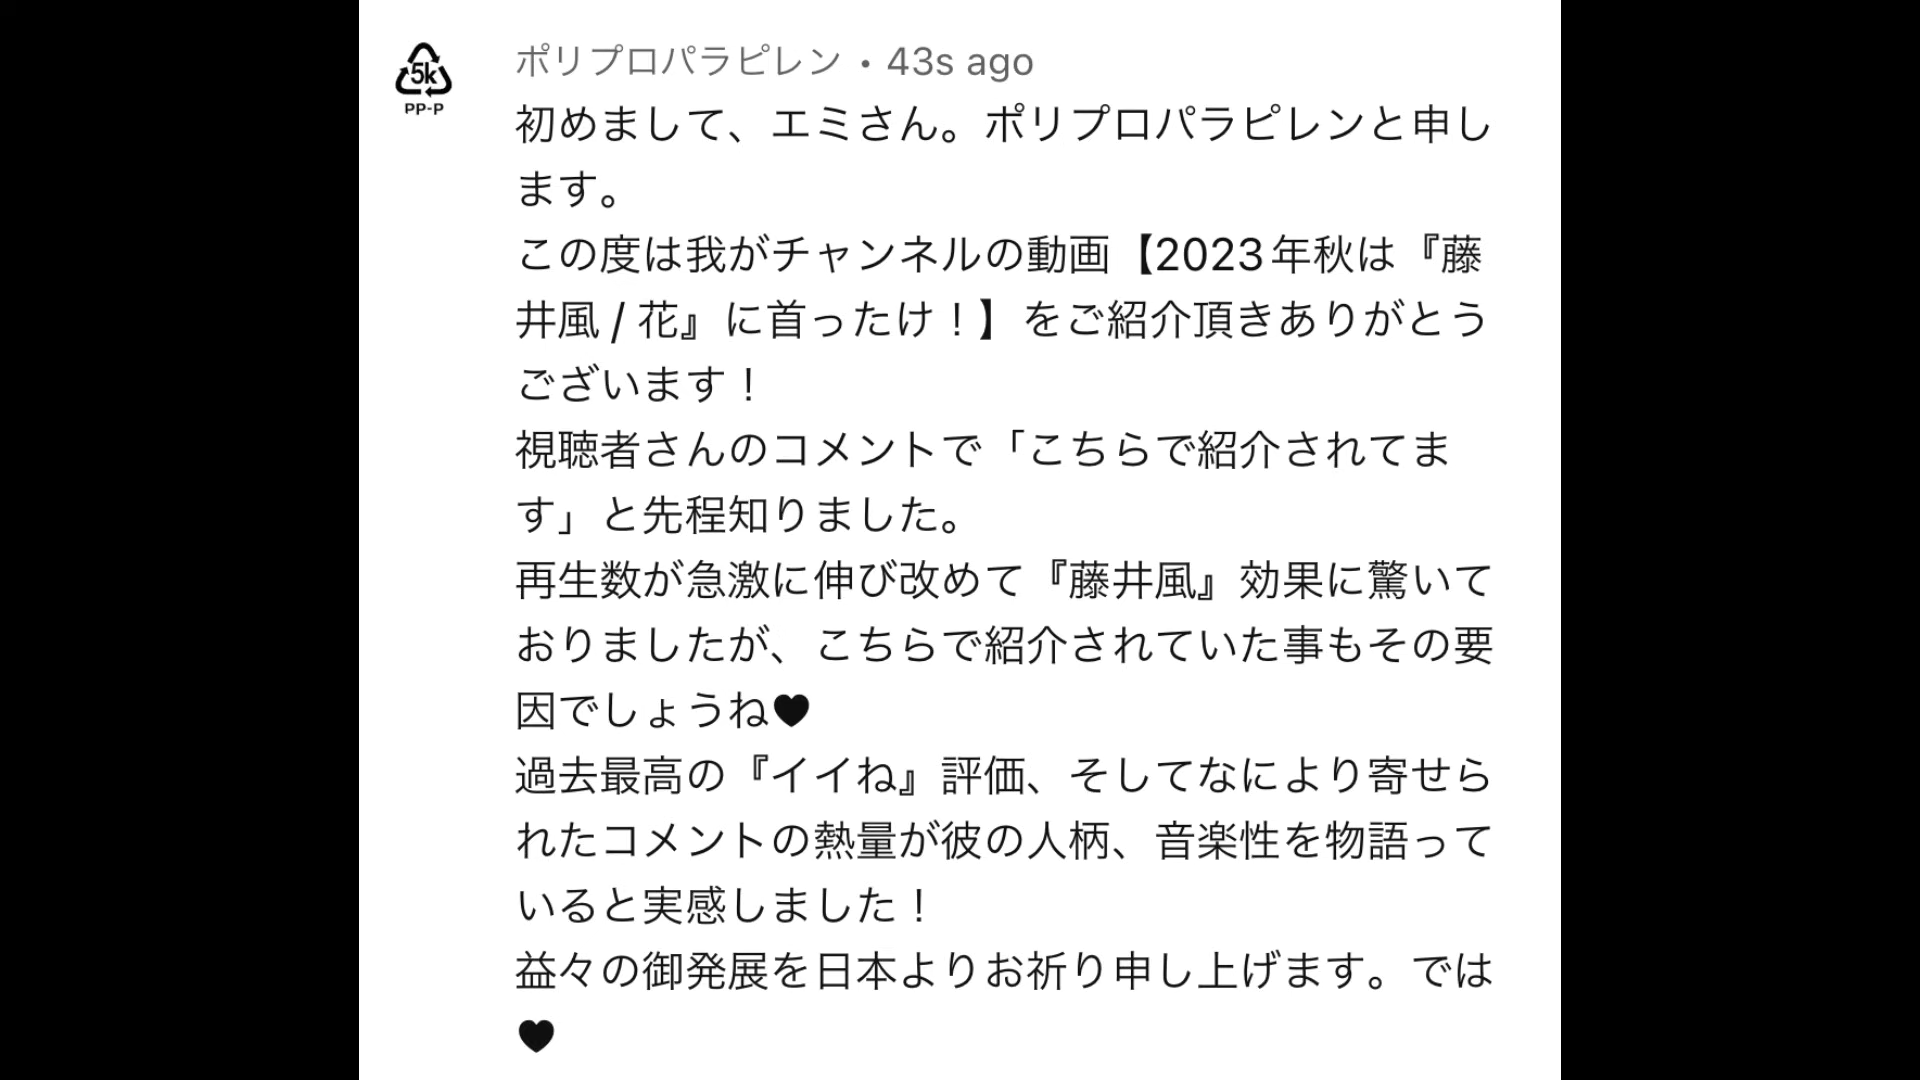 5k
PP-P
ポリプロパラピレン • 43s ago
初めまして、エミさん。ポリプロパラピレンと申し
ます。
この度は我がチャンネルの動画【2023年秋は『藤
井風 / 花』に首ったけ！】をご紹介頂きありがとう
ございます！
視聴者さんのコメントで「こちらで紹介されてま
す」と先程知りました。
再生数が急激に伸び改めて『藤井風』効果に驚いて
おりましたが、こちらで紹介されていた事もその要
因でしょうね♥
過去最高の『イイね』評価、そしてなにより寄せら
れたコメントの熱量が彼の人柄、音楽性を物語って
いると実感しました！
益々の御発展を日本よりお祈り申し上げます。では
♥